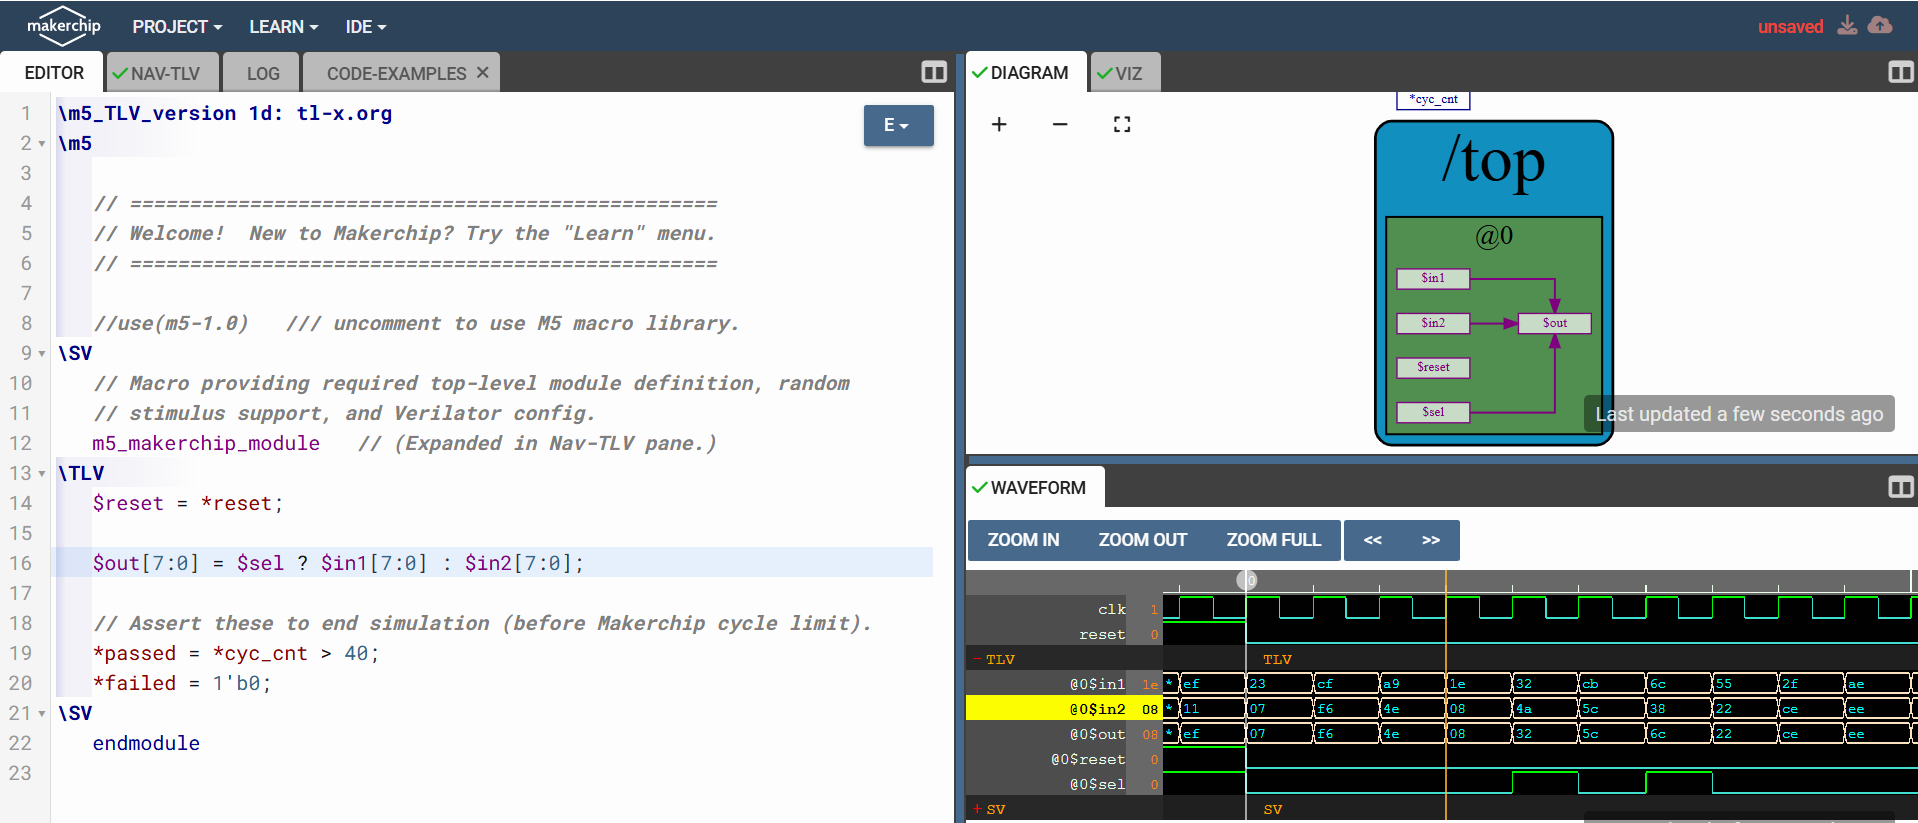 makerchip PROJECT LEARN IDE unsaved
EDITOR NAV-TLV LOG CODE-EXAMPLES ×
1 \m5_TLV_version 1d: tl-x.org
E
2 \m5
3
4 // =================================================
5 // Welcome!  New to Makerchip? Try the "Learn" menu.
6 // =================================================
7
8 //use(m5-1.0)   /// uncomment to use M5 macro library.
9 \SV
10 // Macro providing required top-level module definition, random
11 // stimulus support, and Verilator config.
12 m5_makerchip_module   // (Expanded in Nav-TLV pane.)
13 \TLV
14 $reset = *reset;
15
16 $out[7:0] = $sel ? $in1[7:0] : $in2[7:0];
17
18 // Assert these to end simulation (before Makerchip cycle limit).
19 *passed = *cyc_cnt > 40;
20 *failed = 1'b0;
21 \SV
22 endmodule
23
DIAGRAM VIZ
+ −
*cyc_cnt
/top
@0
$in1
$in2 $out
$reset
$sel
Last updated a few seconds ago
WAVEFORM
ZOOM IN ZOOM OUT ZOOM FULL << >>
0
clk 1
reset 0
- TLV TLV
@0$in1 1e * ef 23 cf a9 1e 32 cb 6c 55 2f ae
@0$in2 08 * 11 07 f6 4e 08 4a 5c 38 22 ce ee
@0$out 08 * ef 07 f6 4e 08 32 5c 6c 22 ce ee
@0$reset 0
@0$sel 0
+ SV SV